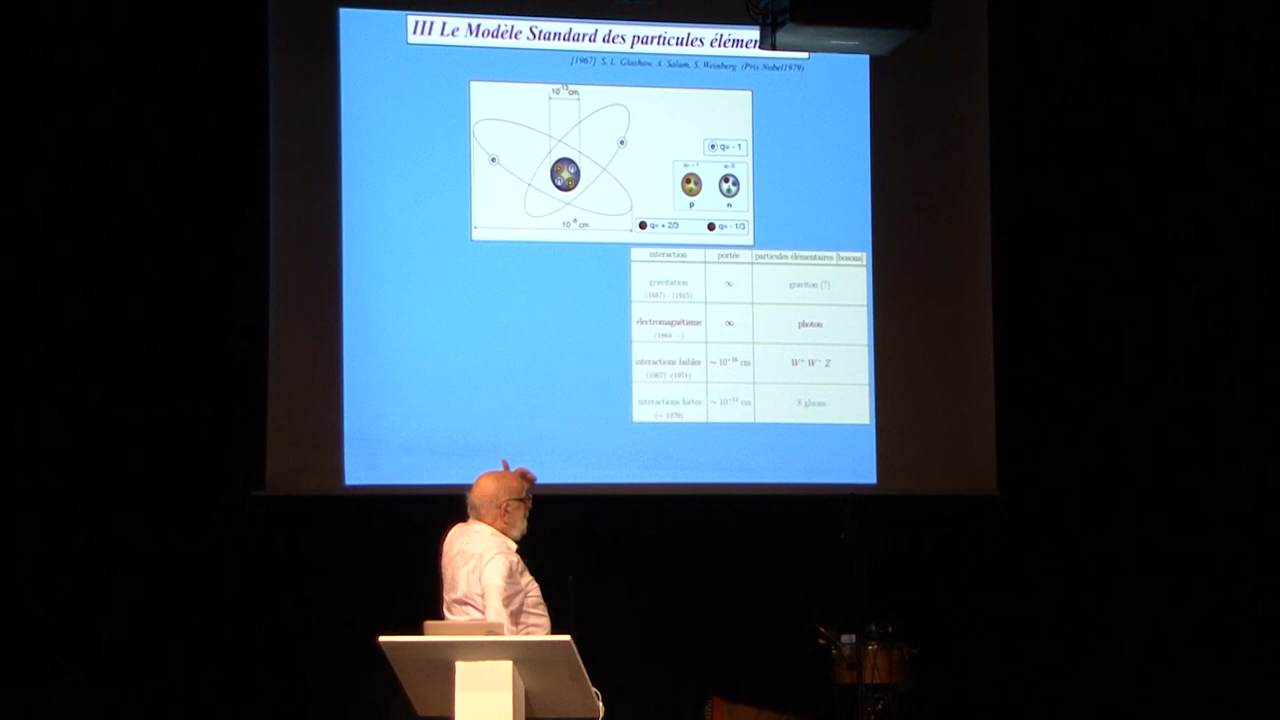 III Le Modèle Standard des particules élémen
[1967] S. L. Glashow, A. Salam, S. Weinberg (Prix Nobel1979)
10⁻¹³cm
e
e
e q= - 1
p
n
10⁻⁸ cm
q= + 2/3 q= - 1/3
interaction portée particules élémentaires [bosons]
gravitation ∞ graviton (?)
(1687) - (1915)
électromagnétisme ∞ photon
(1864 ---)
interactions faibles ~ 10⁻¹⁶ cm W⁺ W⁻ Z
(1967) -(1971)
interactions fortes ~ 10⁻¹³ cm 8 gluons
(~ 1970)